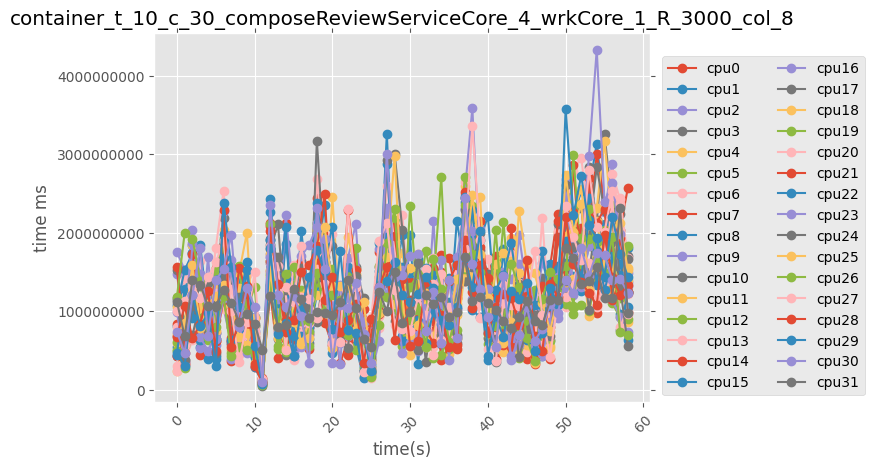 container_t_10_c_30_composeReviewServiceCore_4_wrkCore_1_R_3000_col_8
4000000000
3000000000
2000000000
1000000000
0
time ms
0 10 20 30 40 50 60
time(s)
cpu0
cpu1
cpu2
cpu3
cpu4
cpu5
cpu6
cpu7
cpu8
cpu9
cpu10
cpu11
cpu12
cpu13
cpu14
cpu15
cpu16
cpu17
cpu18
cpu19
cpu20
cpu21
cpu22
cpu23
cpu24
cpu25
cpu26
cpu27
cpu28
cpu29
cpu30
cpu31